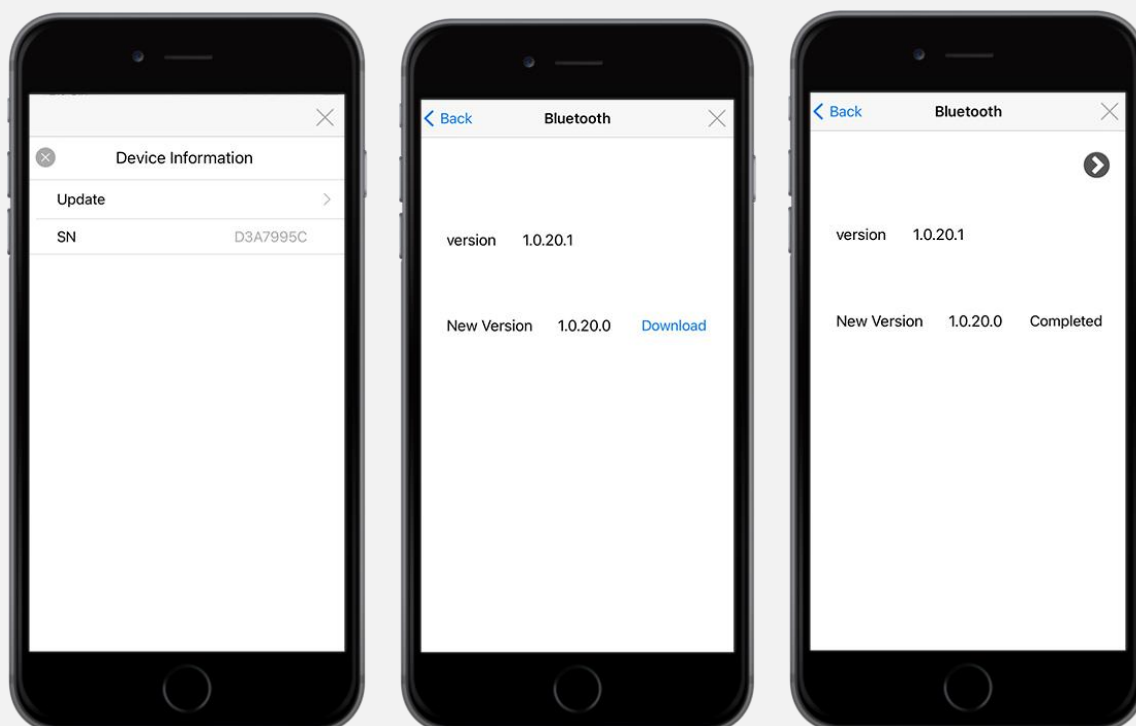 Device Information
Update
SN D3A7995C
Back Bluetooth
version 1.0.20.1
New Version 1.0.20.0 Download
Back Bluetooth
version 1.0.20.1
New Version 1.0.20.0 Completed